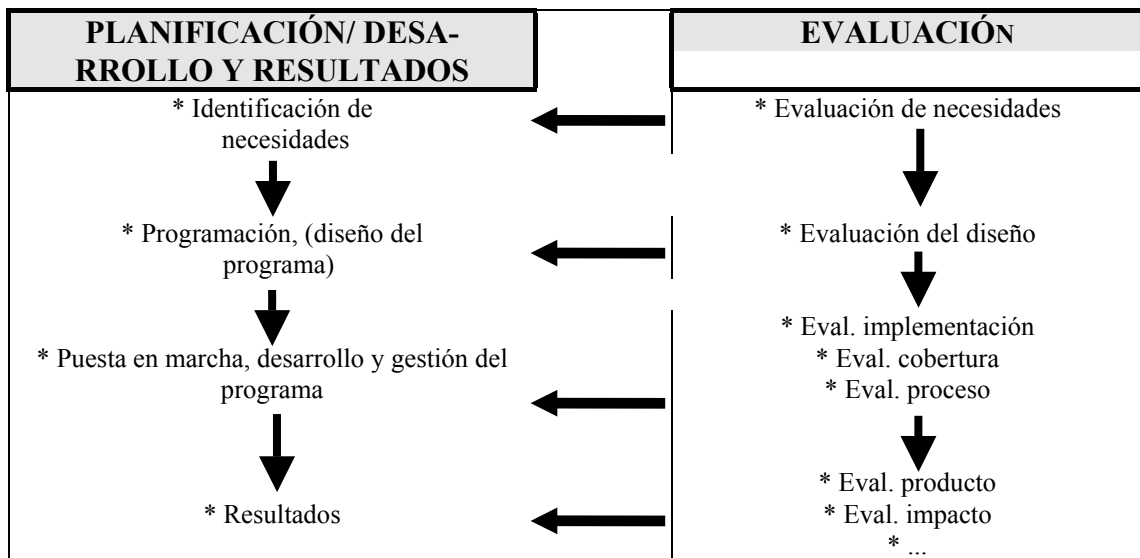 PLANIFICACIÓN/ DESA-
RROLLO Y RESULTADOS
* Identificación de
necesidades
* Programación, (diseño del
programa)
* Puesta en marcha, desarrollo y gestión del
programa
* Resultados
EVALUACIÓN
* Evaluación de necesidades
* Evaluación del diseño
* Eval. implementación
* Eval. cobertura
* Eval. proceso
* Eval. producto
* Eval. impacto
* ...